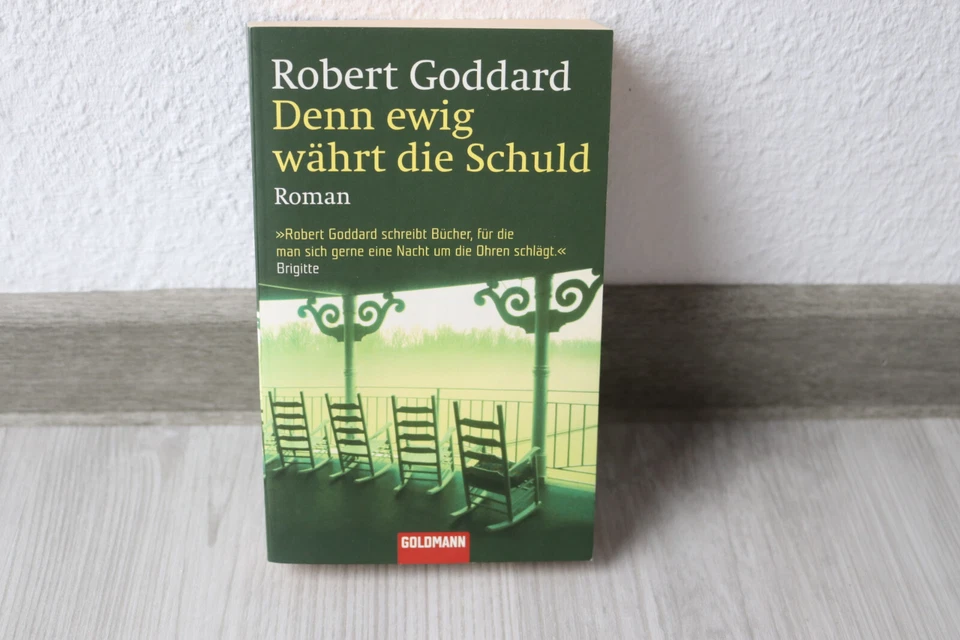 Robert Goddard
Denn ewig
währt die Schuld
Roman
»Robert Goddard schreibt Bücher, für die
man sich gerne eine Nacht um die Ohren schlägt.«
Brigitte
GOLDMANN